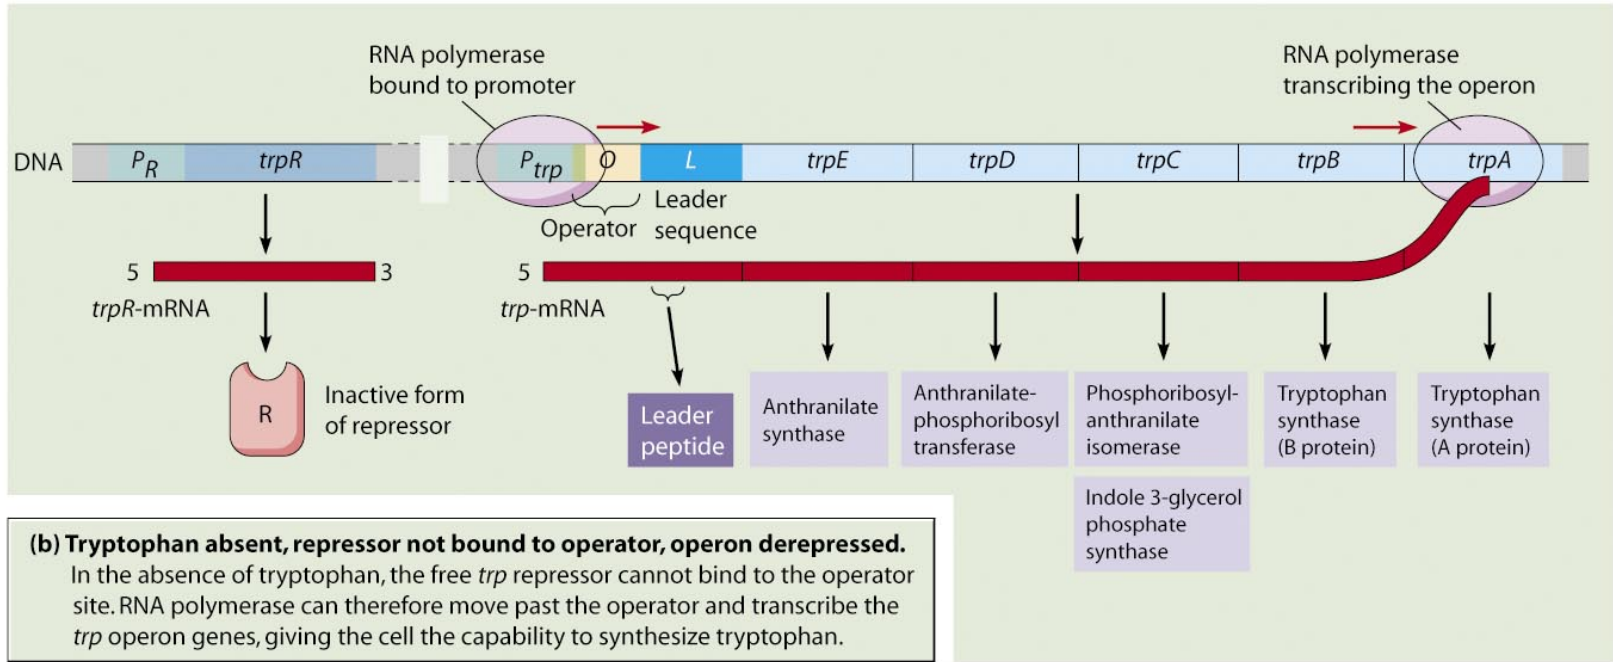 RNA polymerase
bound to promoter
RNA polymerase
transcribing the operon
DNA
P R
trpR
P trp
O
L
trpE
trpD
trpC
trpB
trpA
Operator
Leader
sequence
5
3
trpR-mRNA
5
trp-mRNA
R
Inactive form
of repressor
Leader
peptide
Anthranilate
synthase
Anthranilate-
phosphoribosyl
transferase
Phosphoribosyl-
anthranilate
isomerase
Indole 3-glycerol
phosphate
synthase
Tryptophan
synthase
(B protein)
Tryptophan
synthase
(A protein)
(b) Tryptophan absent, repressor not bound to operator, operon derepressed.
In the absence of tryptophan, the free trp repressor cannot bind to the operator
site. RNA polymerase can therefore move past the operator and transcribe the
trp operon genes, giving the cell the capability to synthesize tryptophan.